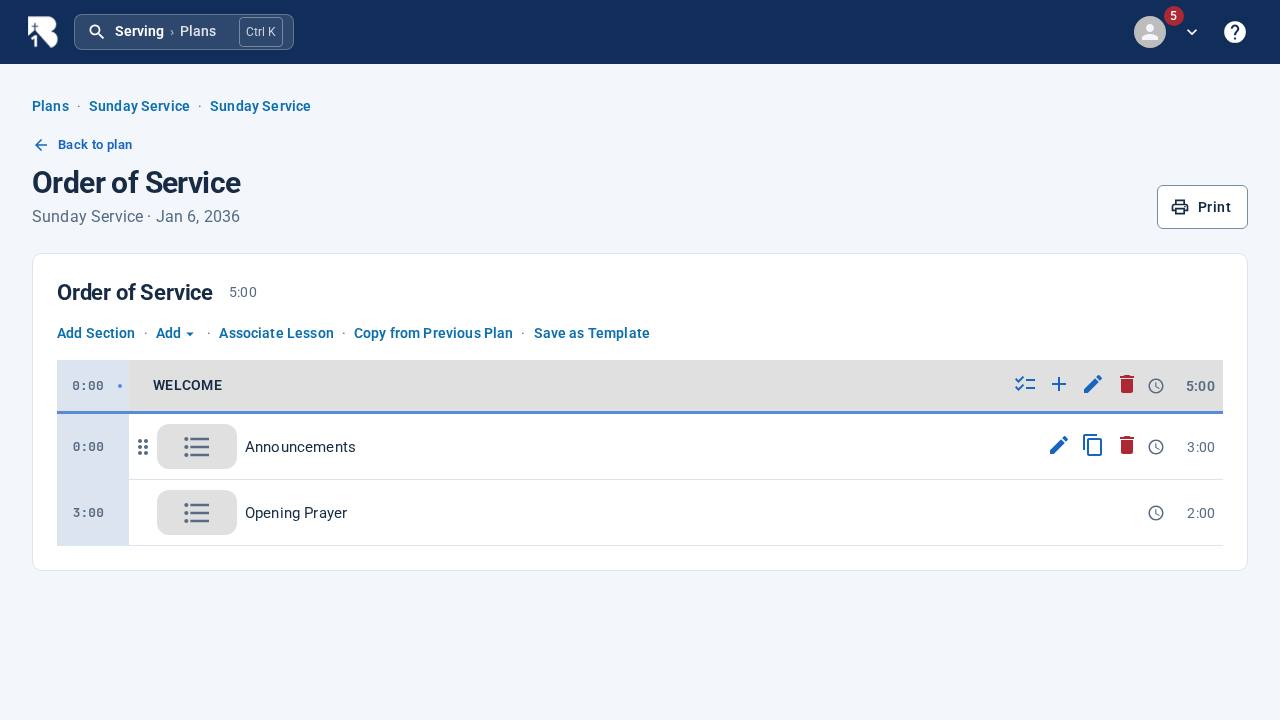 Serving › Plans Ctrl K 5
Plans · Sunday Service · Sunday Service
Back to plan
Order of Service
Sunday Service · Jan 6, 2036
Print
Order of Service 5:00
Add Section · Add · Associate Lesson · Copy from Previous Plan · Save as Template
0:00 WELCOME 5:00
0:00 Announcements 3:00
3:00 Opening Prayer 2:00